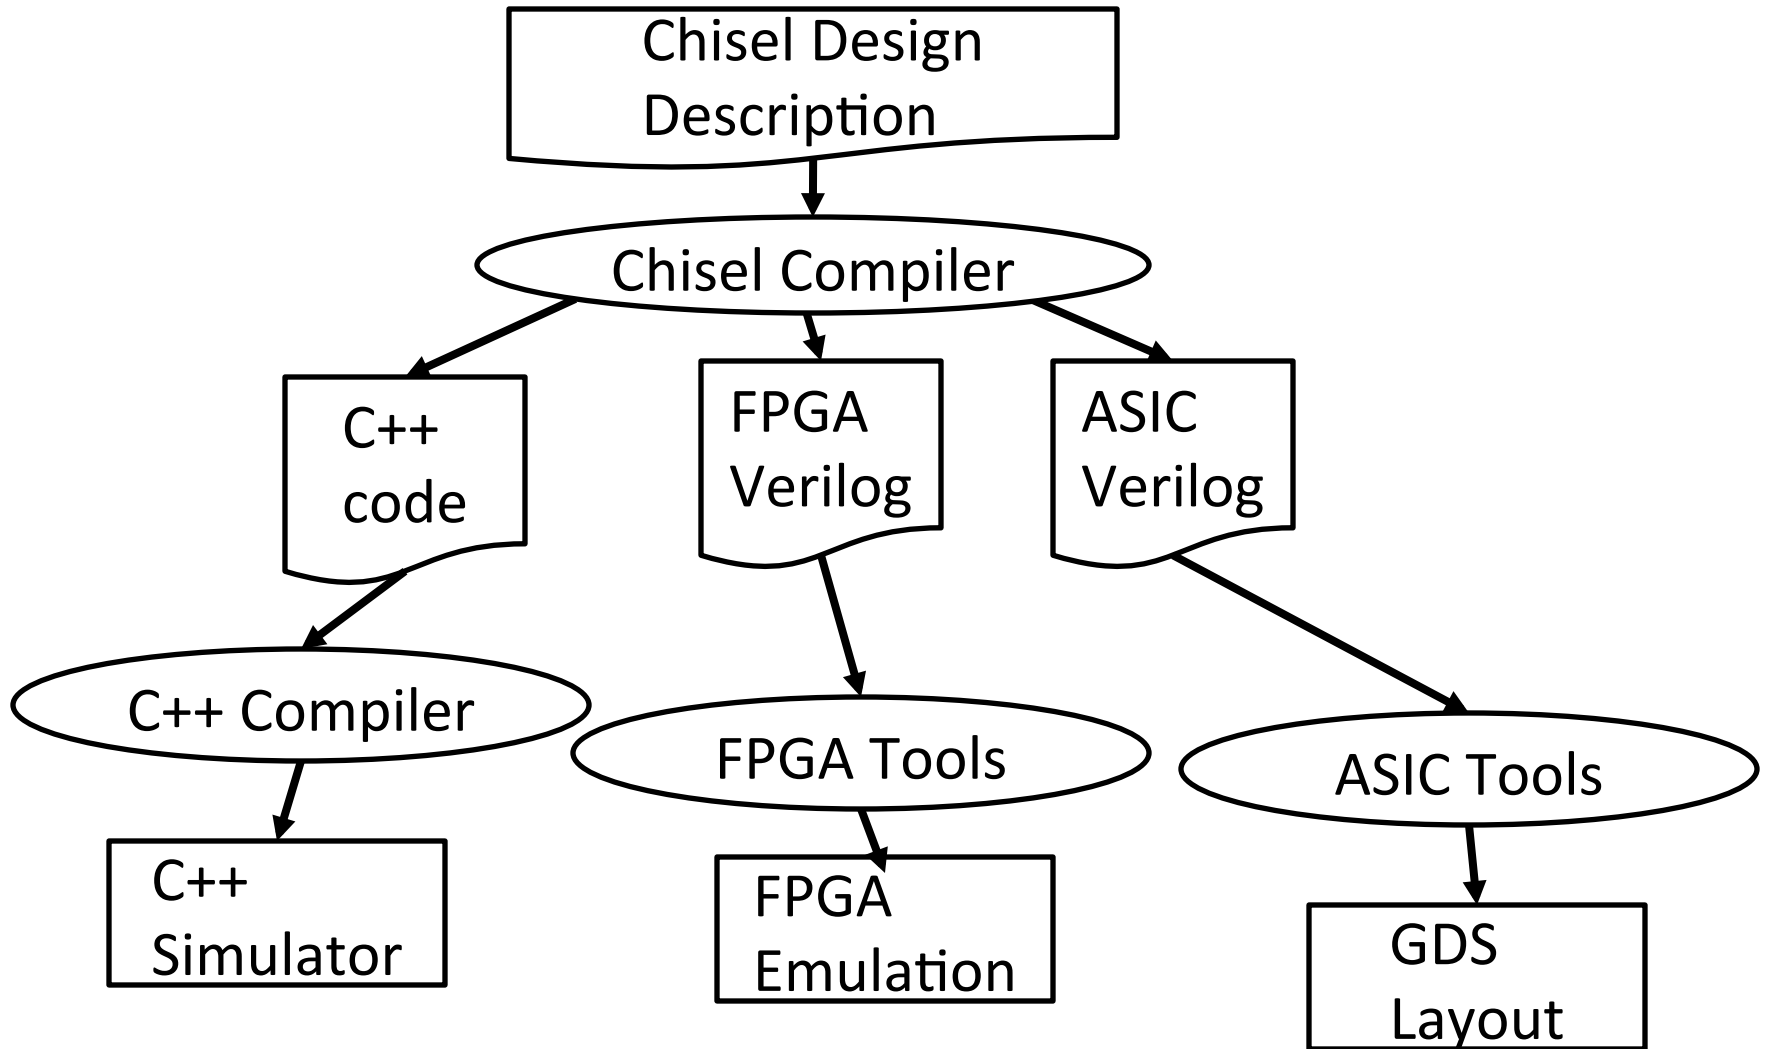 Chisel Design
Description
Chisel Compiler
C++
code
FPGA
Verilog
ASIC
Verilog
C++ Compiler
FPGA Tools
ASIC Tools
C++
Simulator
FPGA
Emulation
GDS
Layout